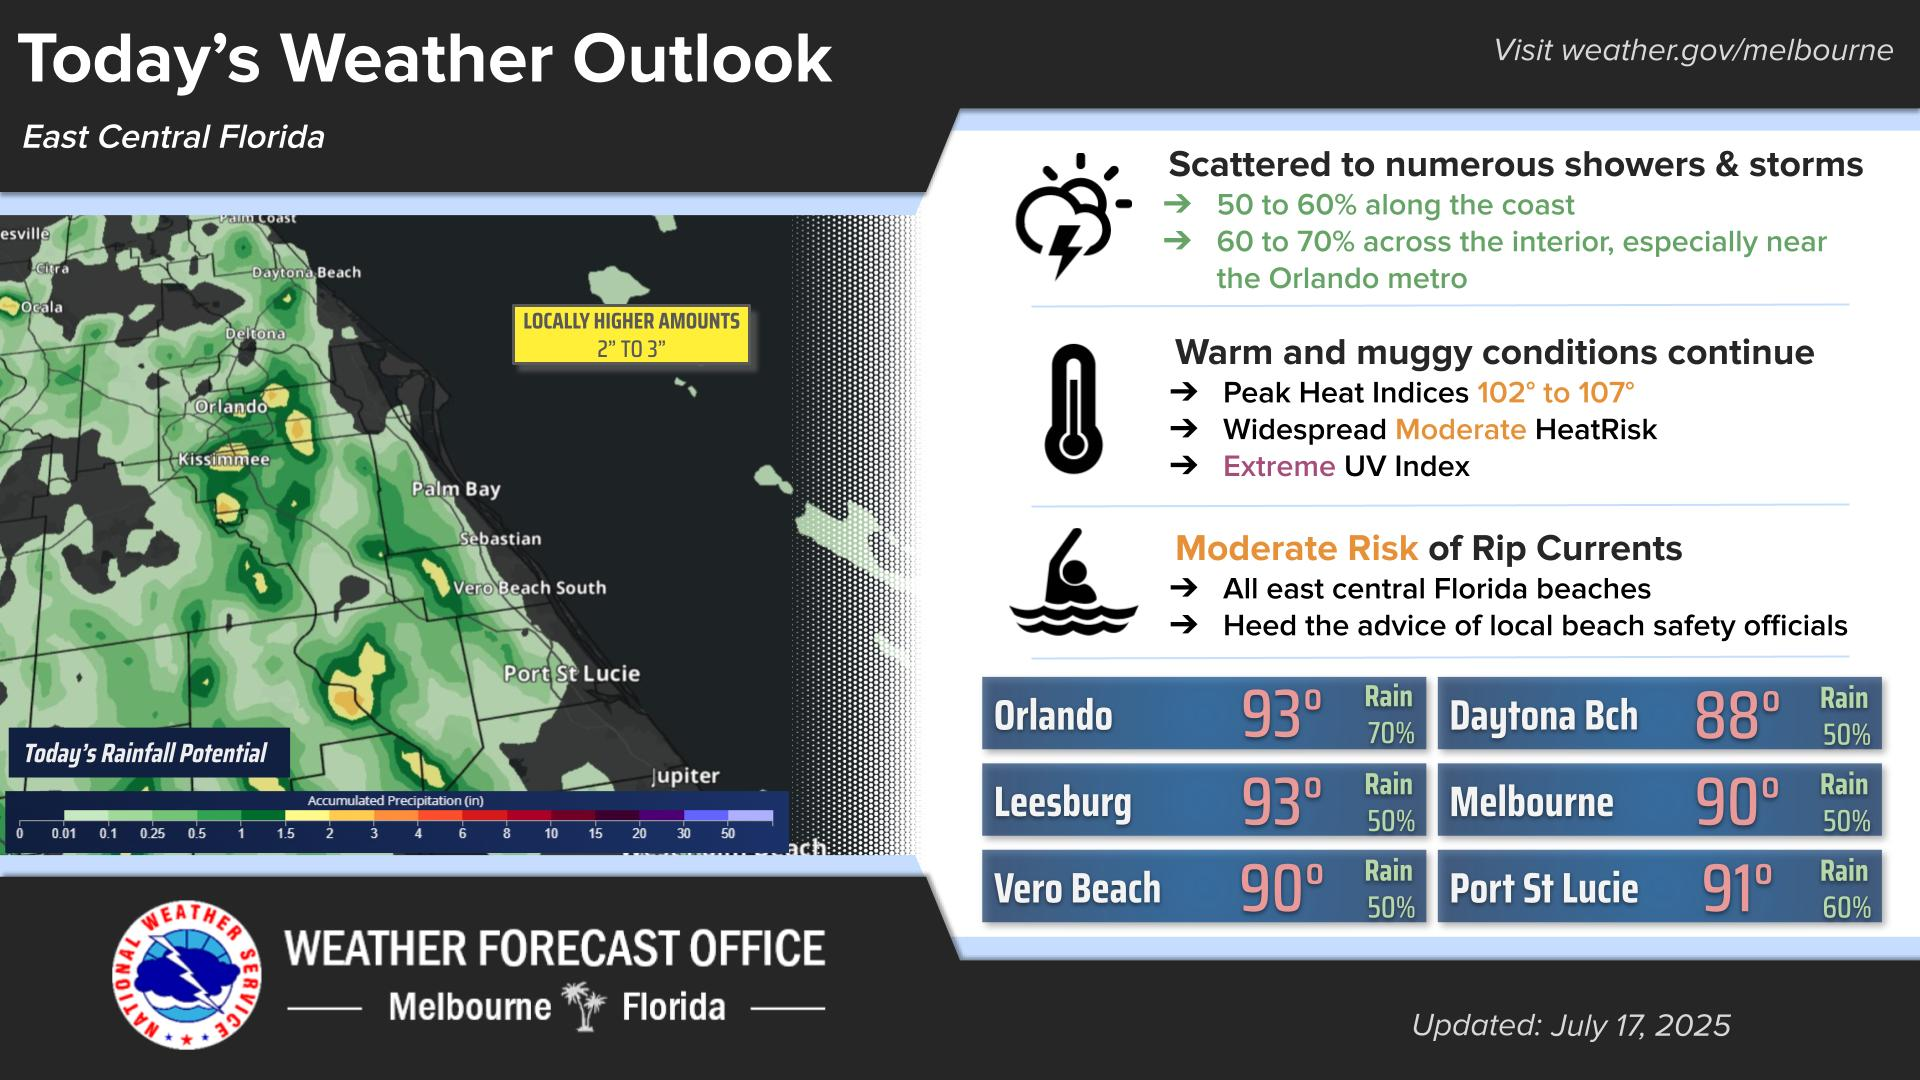 Today's Weather Outlook
Visit weather.gov/melbourne
East Central Florida
Palm Coast
esville
Citra
Daytona Beach
Ocala
Deltona
LOCALLY HIGHER AMOUNTS
2” TO 3”
Orlando
Kissimmee
Palm Bay
Sebastian
Vero Beach South
Port St Lucie
Jupiter
Today's Rainfall Potential
Accumulated Precipitation (in)
0 0.01 0.1 0.25 0.5 1 1.5 2 3 4 6 8 10 15 20 30 50
Scattered to numerous showers & storms
➔ 50 to 60% along the coast
➔ 60 to 70% across the interior, especially near
the Orlando metro
Warm and muggy conditions continue
➔ Peak Heat Indices 102° to 107°
➔ Widespread Moderate HeatRisk
➔ Extreme UV Index
Moderate Risk of Rip Currents
➔ All east central Florida beaches
➔ Heed the advice of local beach safety officials
Orlando 93° Rain 70%
Daytona Bch 88° Rain 50%
Leesburg 93° Rain 50%
Melbourne 90° Rain 50%
Vero Beach 90° Rain 50%
Port St Lucie 91° Rain 60%
NATIONAL WEATHER SERVICE
WEATHER FORECAST OFFICE
Melbourne Florida
Updated: July 17, 2025